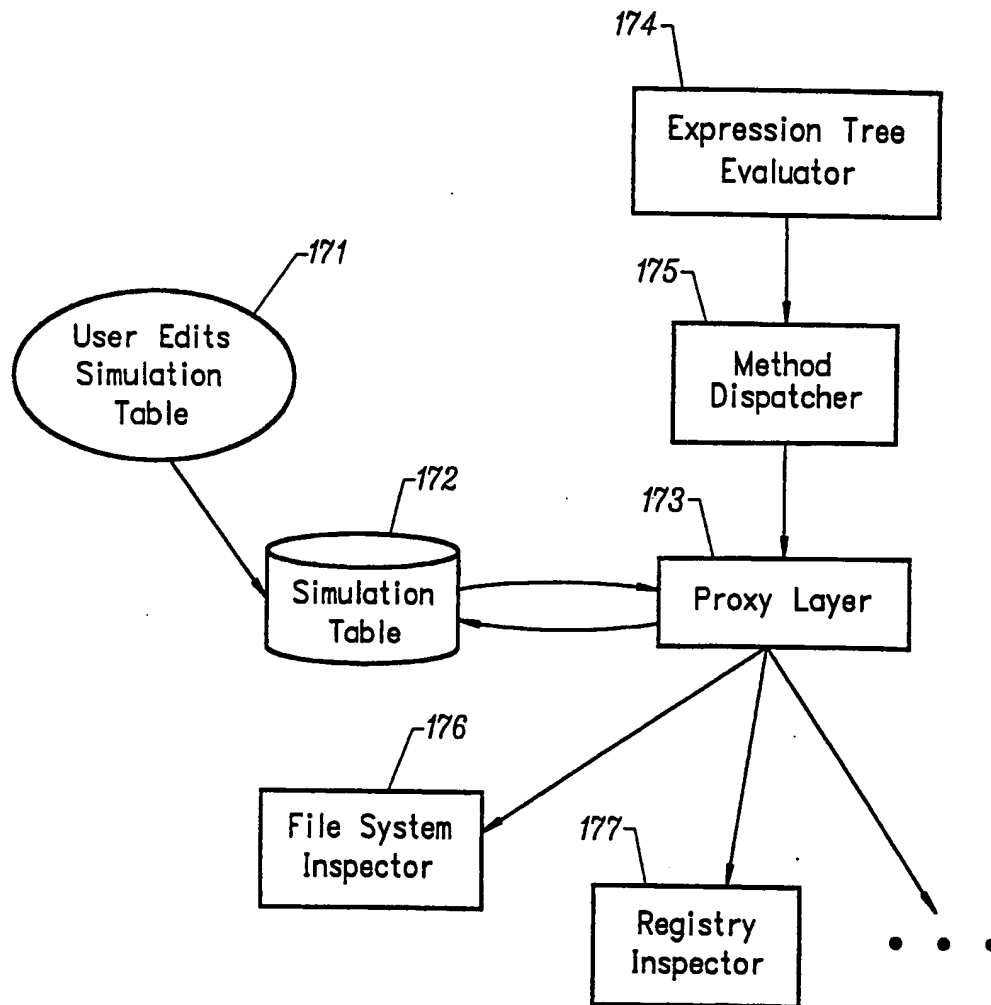 174
Expression Tree
Evaluator
171
175
User Edits
Simulation
Table
Method
Dispatcher
172
173
Simulation
Table
Proxy Layer
176
File System
Inspector
177
Registry
Inspector